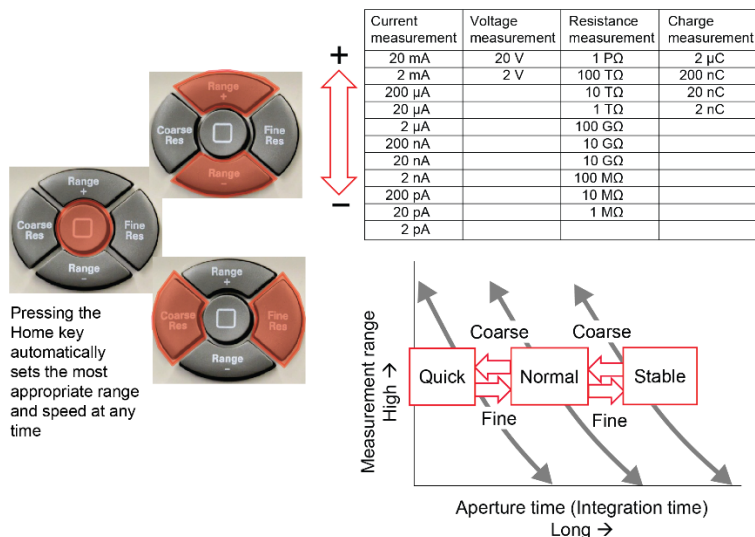 Current measurement Voltage measurement Resistance measurement Charge measurement
20 mA 20 V 1 PΩ 2 µC
2 mA 2 V 100 TΩ 200 nC
200 µA 10 TΩ 20 nC
20 µA 1 TΩ 2 nC
2 µA 100 GΩ
200 nA 10 GΩ
20 nA 10 GΩ
2 nA 100 MΩ
200 pA 10 MΩ
20 pA 1 MΩ
2 pA
+
−
Range
+
Coarse
Res
Fine
Res
Range
−
Range
+
Coarse
Res
Fine
Res
Range
−
Range
+
Coarse
Res
Fine
Res
Range
−
Pressing the
Home key
automatically
sets the most
appropriate range
and speed at any
time
Measurement range
High →
Coarse Coarse
Quick Normal Stable
Fine Fine
Aperture time (Integration time)
Long →